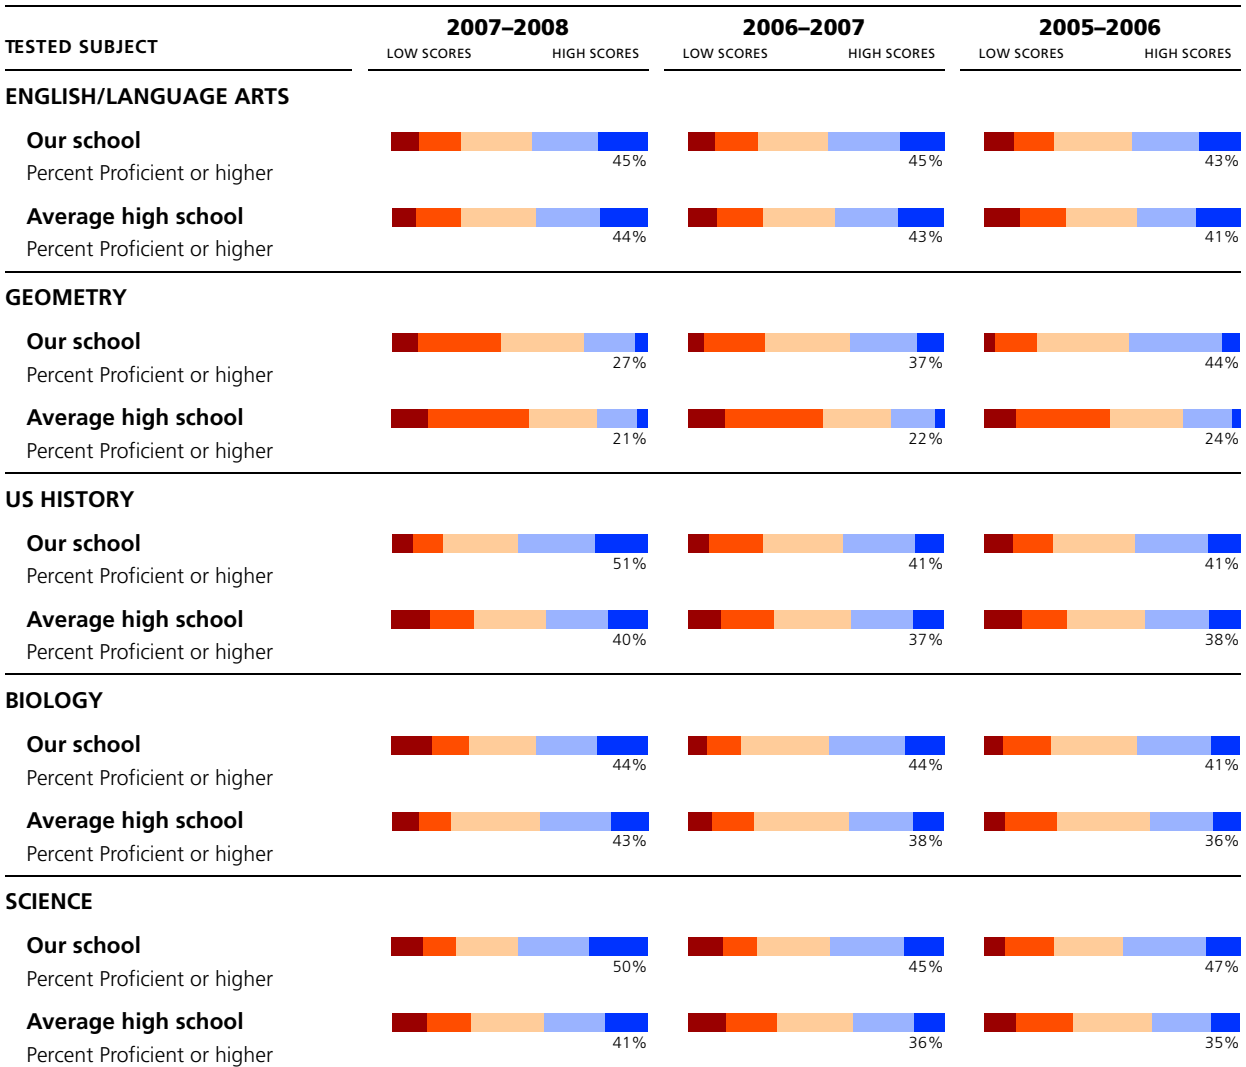 2007–2008 2006–2007 2005–2006
TESTED SUBJECT LOW SCORES HIGH SCORES LOW SCORES HIGH SCORES LOW SCORES HIGH SCORES
ENGLISH/LANGUAGE ARTS
Our school
45% 45% 43%
Percent Proficient or higher
Average high school
44% 43% 41%
Percent Proficient or higher
GEOMETRY
Our school
27% 37% 44%
Percent Proficient or higher
Average high school
21% 22% 24%
Percent Proficient or higher
US HISTORY
Our school
51% 41% 41%
Percent Proficient or higher
Average high school
40% 37% 38%
Percent Proficient or higher
BIOLOGY
Our school
44% 44% 41%
Percent Proficient or higher
Average high school
43% 38% 36%
Percent Proficient or higher
SCIENCE
Our school
50% 45% 47%
Percent Proficient or higher
Average high school
41% 36% 35%
Percent Proficient or higher